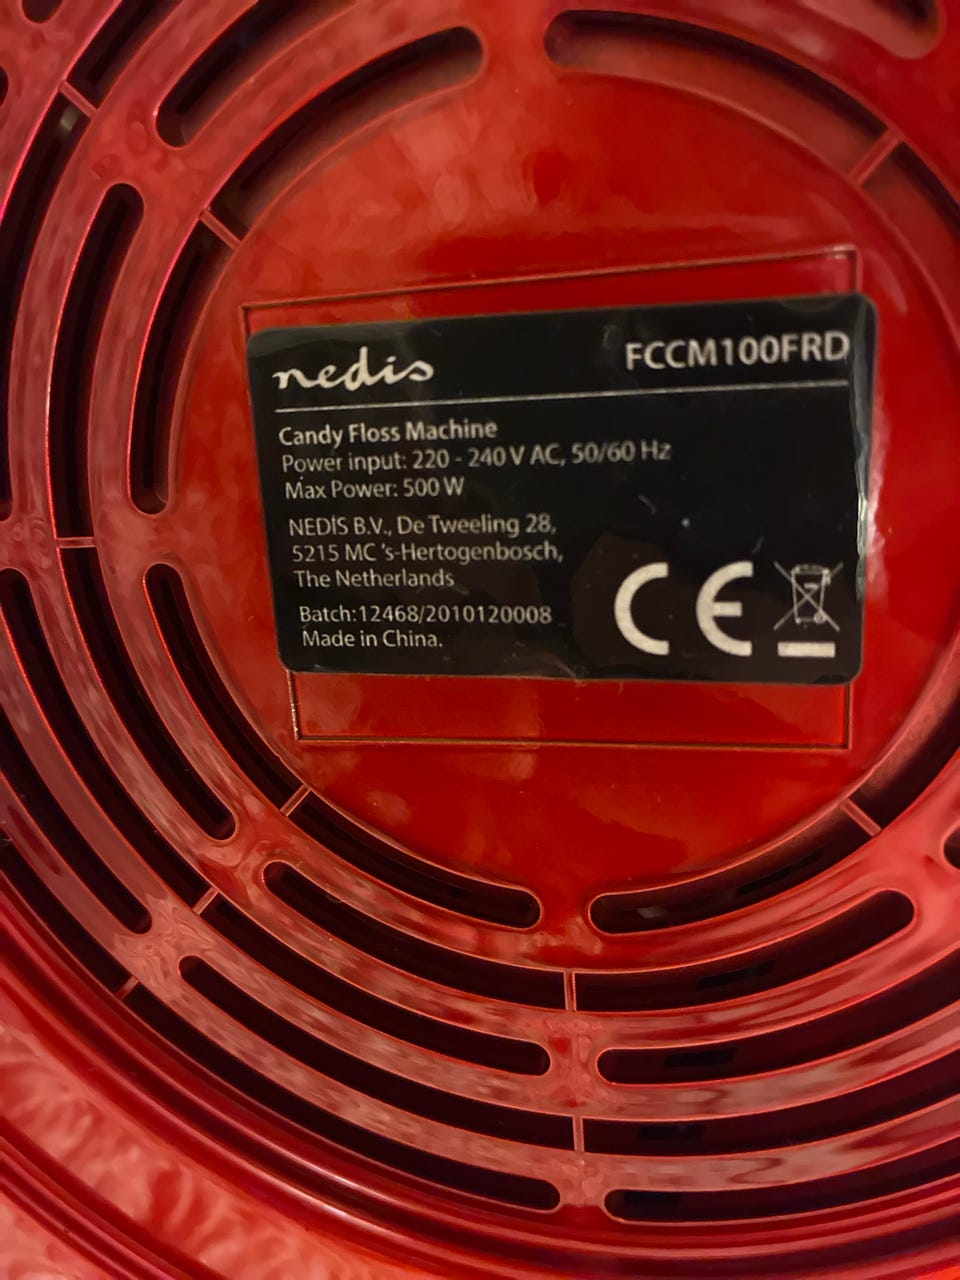 nedis
FCCM100FRD
Candy Floss Machine
Power input: 220 - 240 V AC, 50/60 Hz
Max Power: 500 W
NEDIS B.V., De Tweeling 28,
5215 MC 's-Hertogenbosch,
The Netherlands
Batch:12468/2010120008
Made in China.
CE